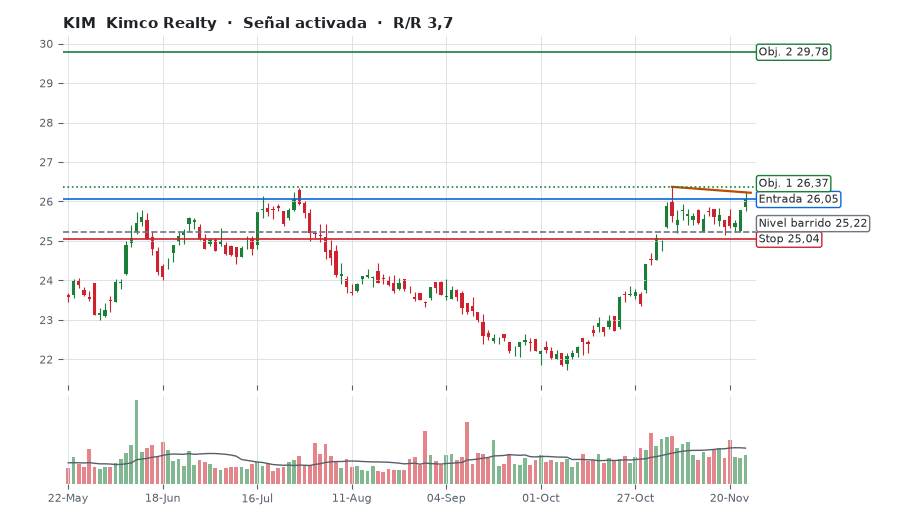 KIM Kimco Realty · Señal activada · R/R 3,7
30
29
28
27
26
25
24
23
22
Obj. 2 29,78
Obj. 1 26,37
Entrada 26,05
Nivel barrido 25,22
Stop 25,04
22-May 18-Jun 16-Jul 11-Aug 04-Sep 01-Oct 27-Oct 20-Nov